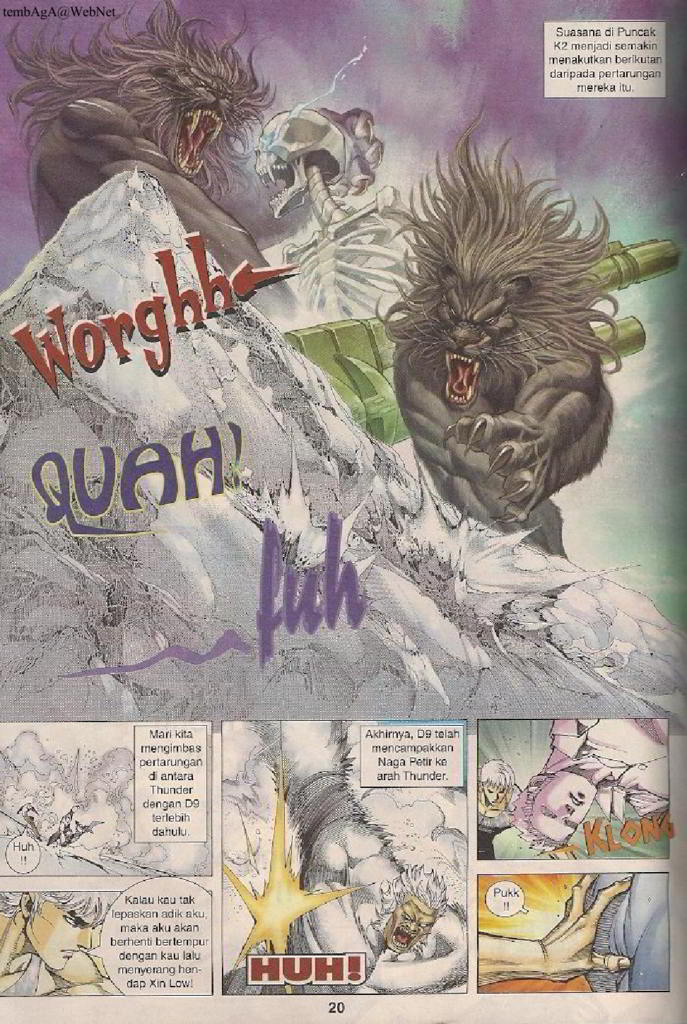 tembAgA@WebNet
Suasana di Puncak
K2 menjadi semakin
menakutkan berikutan
daripada pertarungan
mereka itu.
Worghh
QUAH!
fuh
Mari kita
mengimbas
pertarungan
di antara
Thunder
dengan D9
terlebih
dahulu.
Huh
!!
Kalau kau tak
lepaskan adik aku,
maka aku akan
berhenti bertempur
dengan kau lalu
menyerang hen-
dap Xin Low!
Akhirnya, D9 telah
mencampakkan
Naga Petir ke
arah Thunder.
HUH!
KLONG
Pukk
!!
20